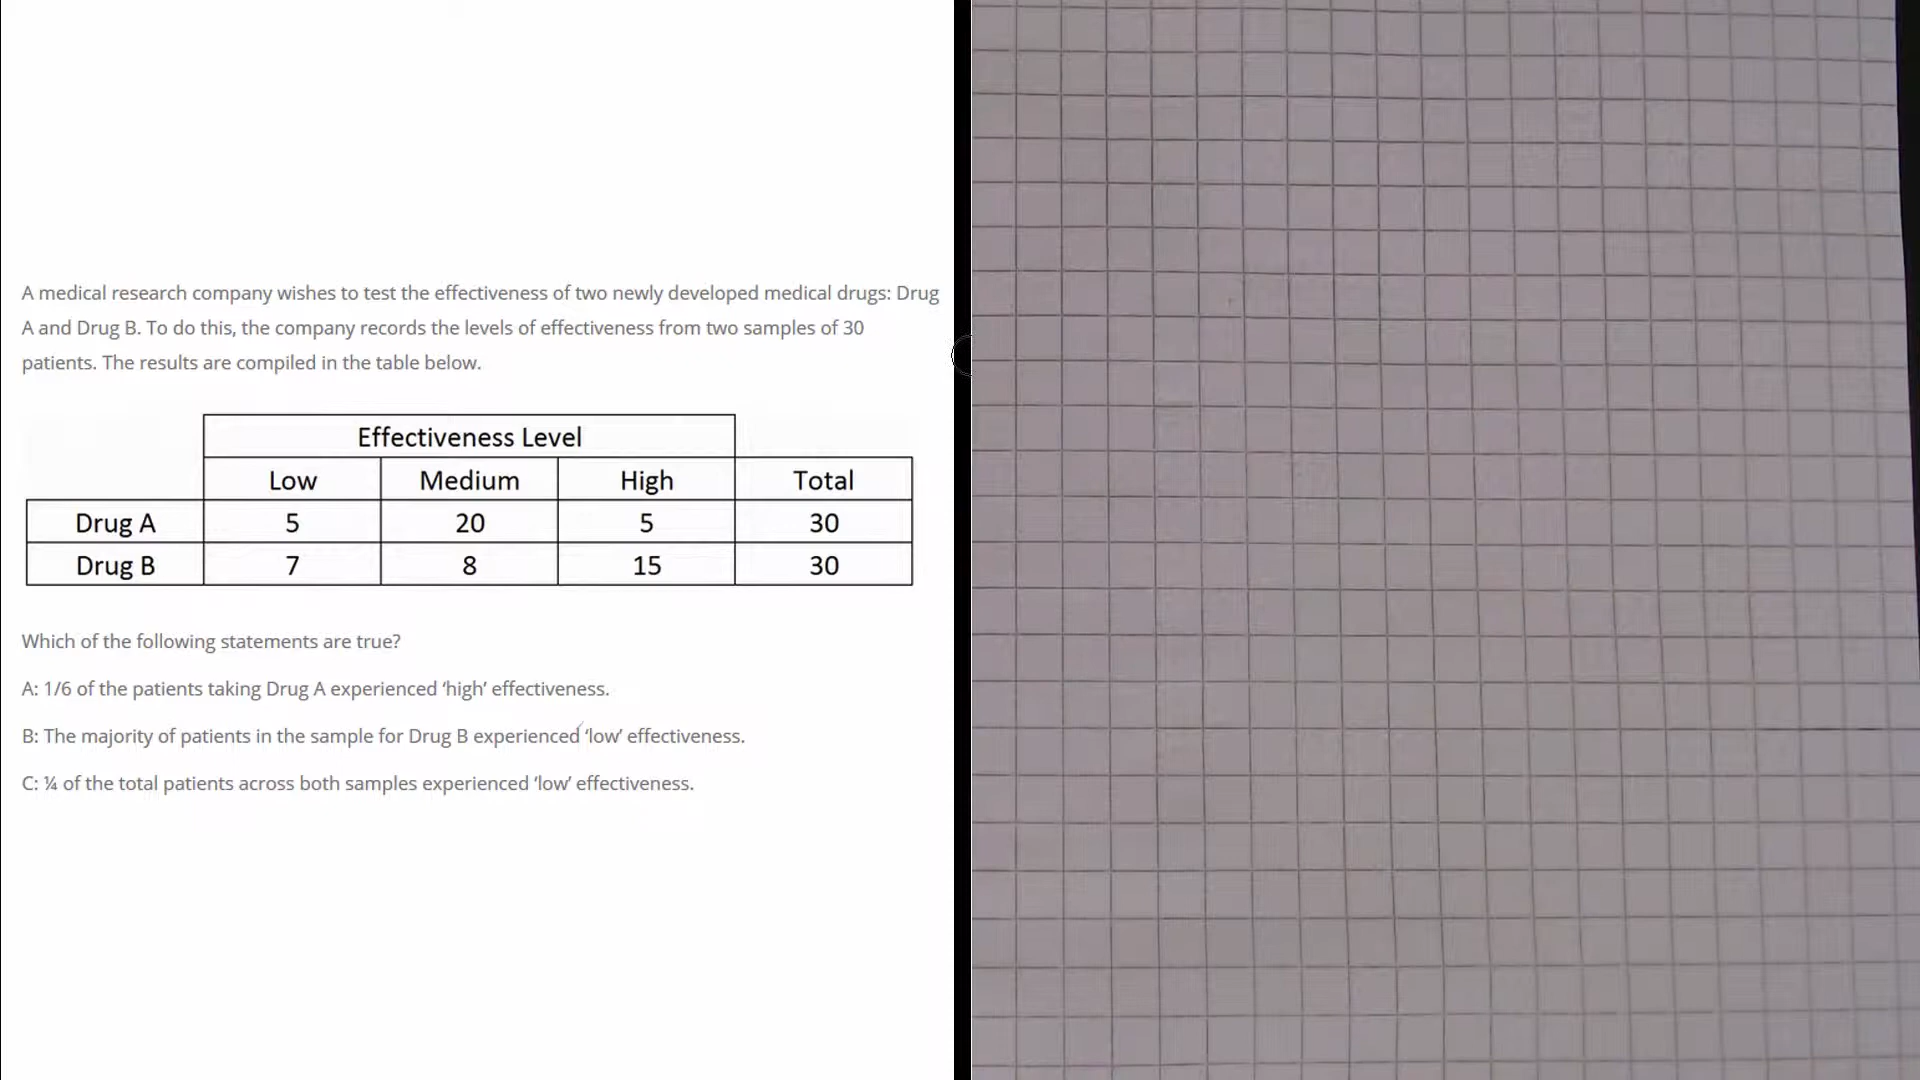 A medical research company wishes to test the effectiveness of two newly developed medical drugs: Drug
A and Drug B. To do this, the company records the levels of effectiveness from two samples of 30
patients. The results are compiled in the table below.
Effectiveness Level
Low Medium High Total
Drug A 5 20 5 30
Drug B 7 8 15 30
Which of the following statements are true?
A: 1/6 of the patients taking Drug A experienced ‘high’ effectiveness.
B: The majority of patients in the sample for Drug B experienced ‘low’ effectiveness.
C: ¼ of the total patients across both samples experienced ‘low’ effectiveness.